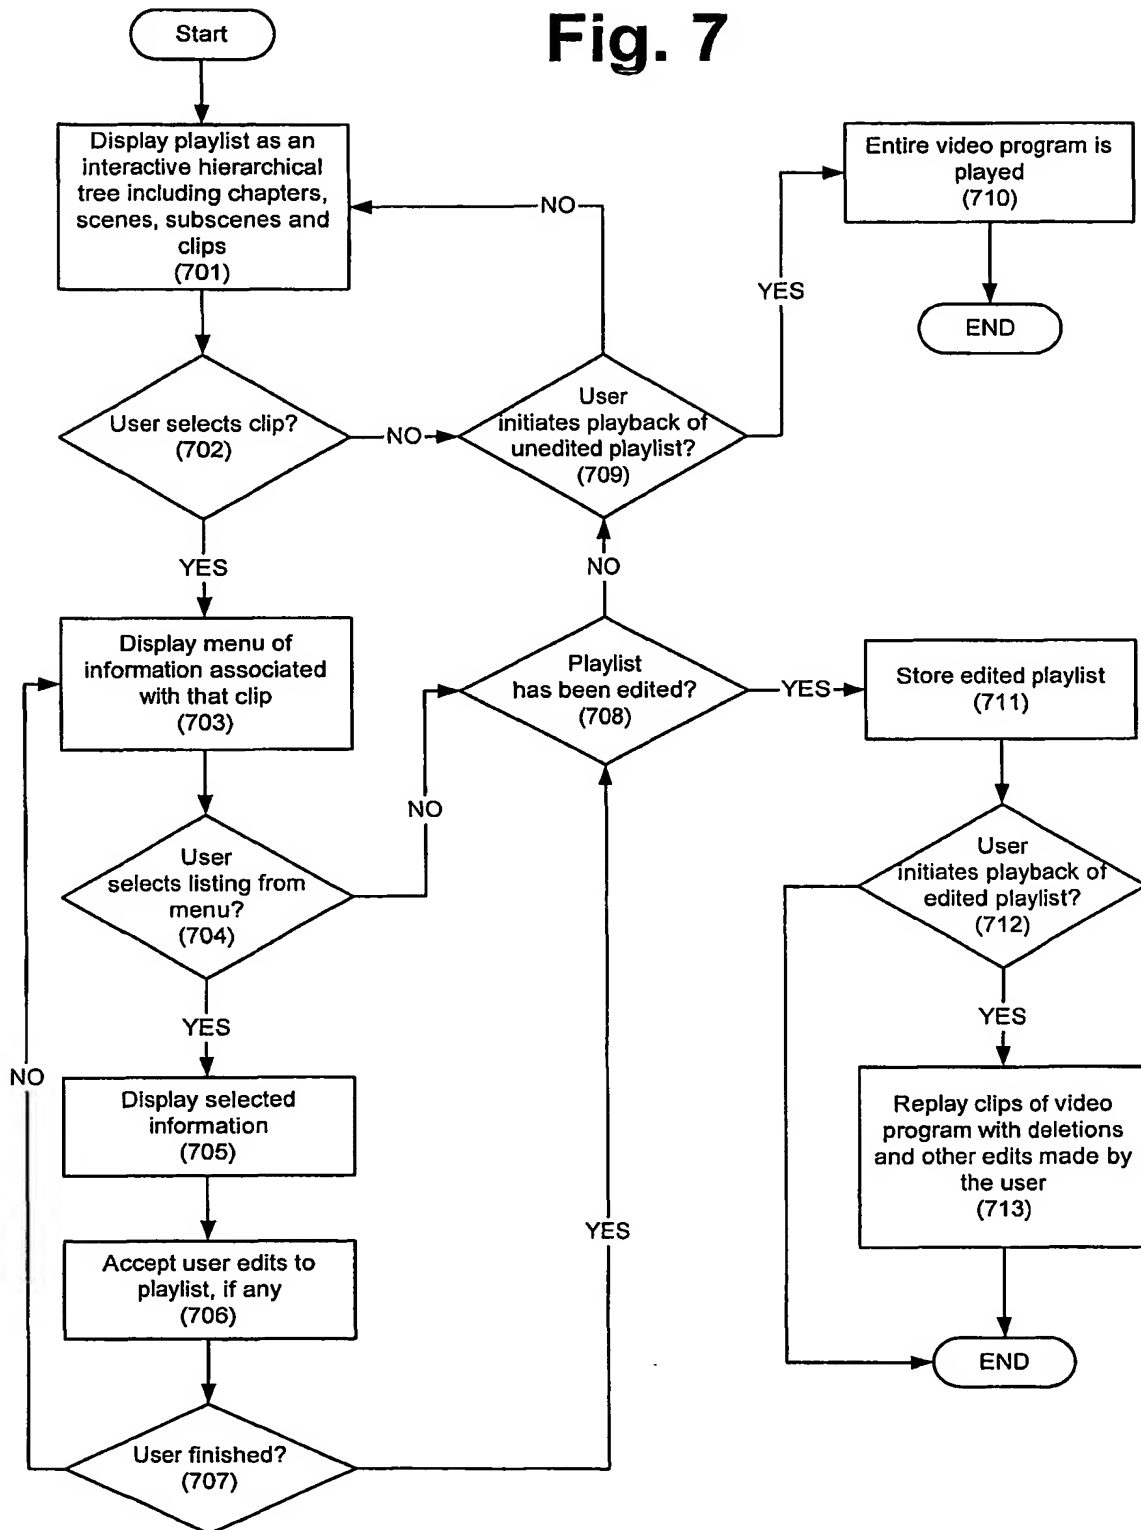 Fig. 7
Start
Display playlist as an
interactive hierarchical
tree including chapters,
scenes, subscenes and
clips
(701)
User selects clip?
(702)
NO
YES
Display menu of
information associated
with that clip
(703)
User
selects listing from
menu?
(704)
NO
YES
Display selected
information
(705)
Accept user edits to
playlist, if any
(706)
User finished?
(707)
NO
YES
Playlist
has been edited?
(708)
NO
YES
User
initiates playback of
unedited playlist?
(709)
NO
YES
Entire video program is
played
(710)
END
Store edited playlist
(711)
User
initiates playback of
edited playlist?
(712)
YES
Replay clips of video
program with deletions
and other edits made by
the user
(713)
END